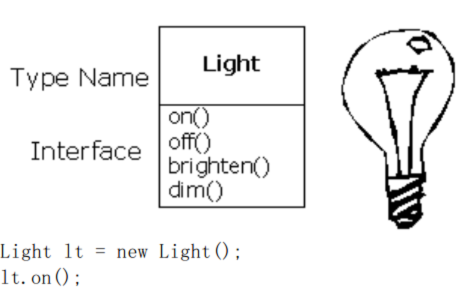 Type Name
Light
Interface
on()
off()
brighten()
dim()
Light lt = new Light();
lt.on();